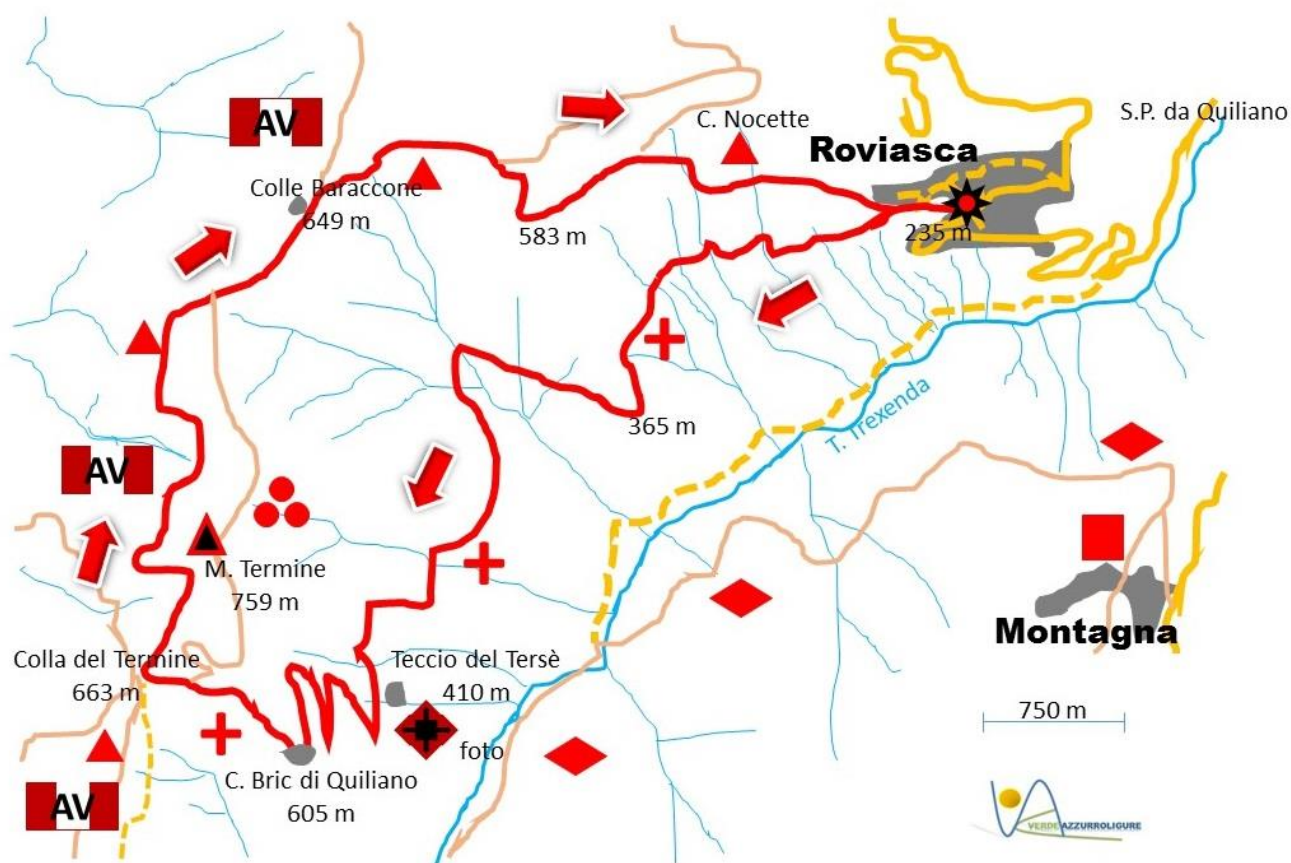 S.P. da Quiliano
C. Nocette
AV
Roviasca
Colle Baraccone
649 m
583 m
235 m
365 m
T. Trexenda
AV
M. Termine
759 m
Montagna
Colla del Termine
663 m
Teccio del Tersè
410 m
750 m
foto
C. Bric di Quiliano
605 m
AV
VERDEAZZURROLIGURE